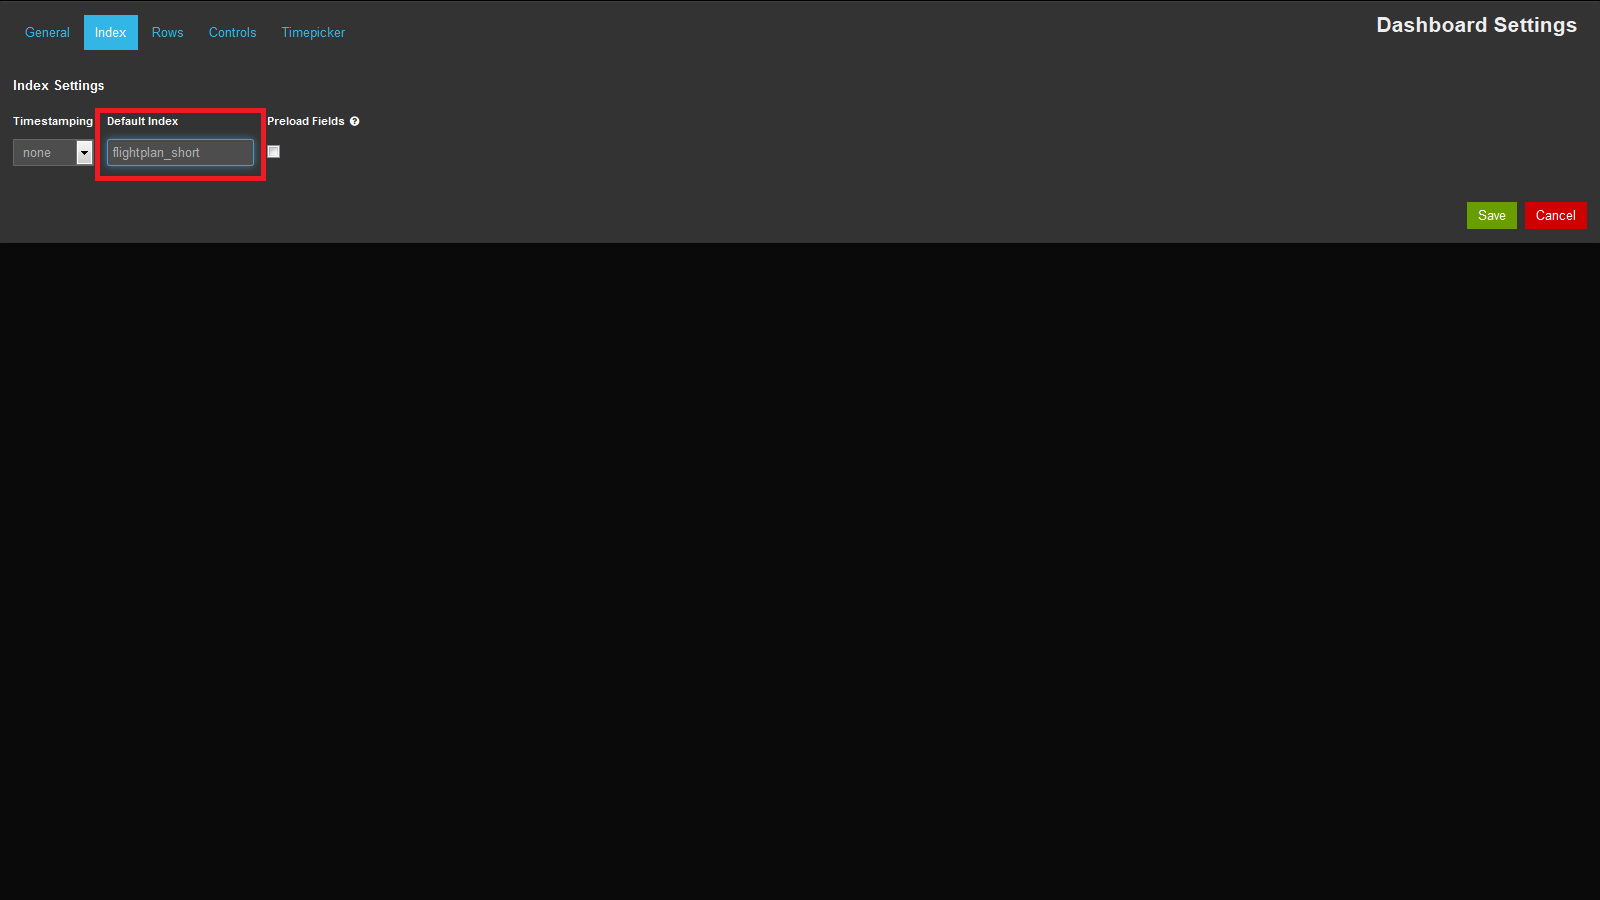 General Index Rows Controls Timepicker
Dashboard Settings
Index Settings
Timestamping Default Index Preload Fields ?
none flightplan_short
Save Cancel